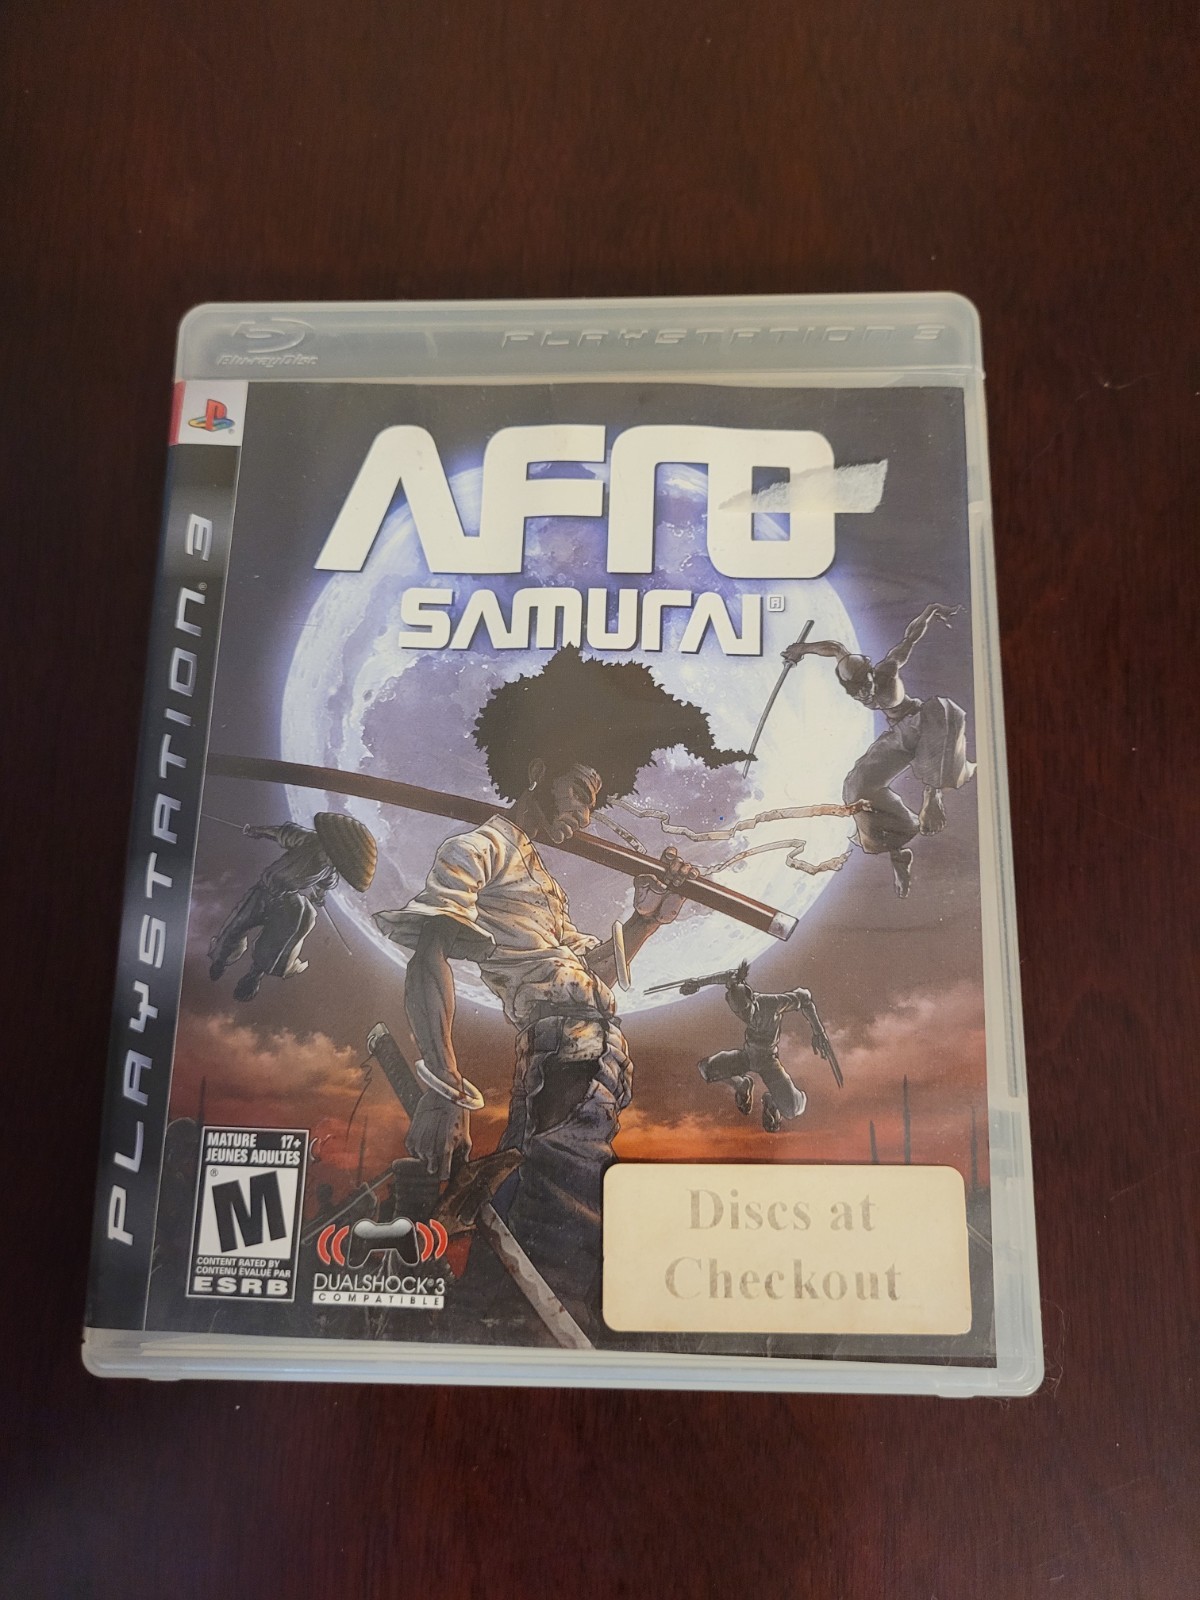 Blu-ray Disc
PLAYSTATION 3
PLAYSTATION®3
AFRO
SAMURAI®
MATURE 17+
JEUNES ADULTES
M®
CONTENT RATED BY
CONTENU ÉVALUÉ PAR
ESRB
DUALSHOCK®3
COMPATIBLE
Discs at
Checkout